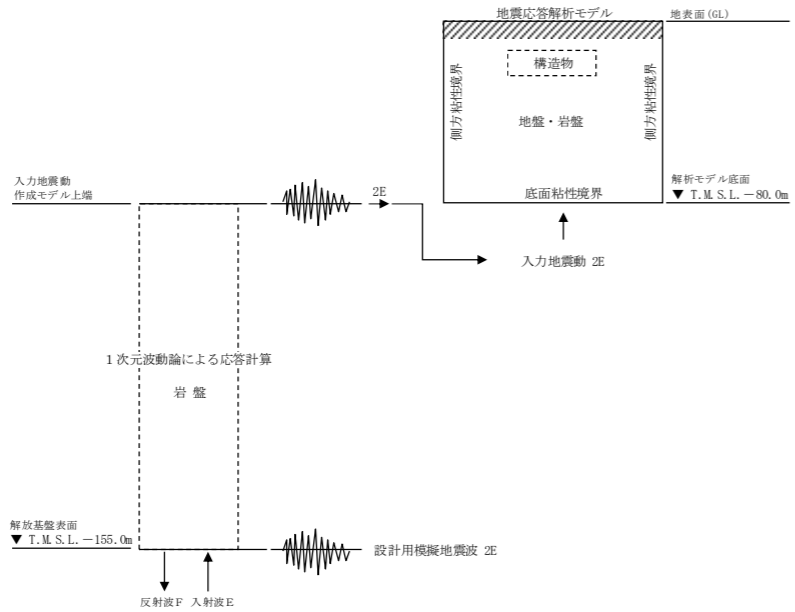 地震応答解析モデル
地表面(GL)
構造物
側方粘性境界
側方粘性境界
地盤・岩盤
入力地震動
作成モデル上端
2E
底面粘性境界
解析モデル底面
▼ T.M.S.L.－80.0m
入力地震動 2E
1次元波動論による応答計算
岩 盤
解放基盤表面
▼ T.M.S.L.－155.0m
設計用模擬地震波 2E
反射波F 入射波E